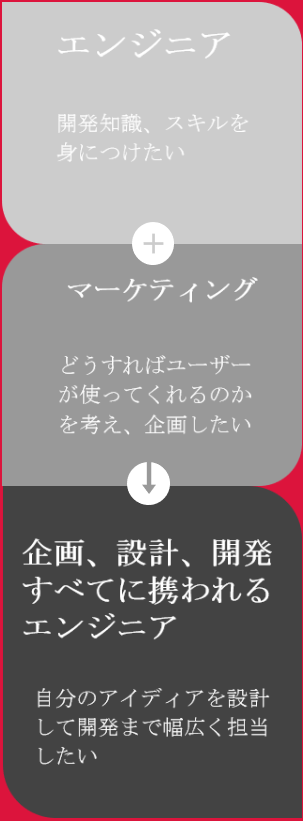 エンジニア
開発知識、スキルを
身につけたい
マーケティング
どうすればユーザー
が使ってくれるのか
を考え、企画したい
企画、設計、開発
すべてに携われる
エンジニア
自分のアイディアを設計
して開発まで幅広く担当
したい